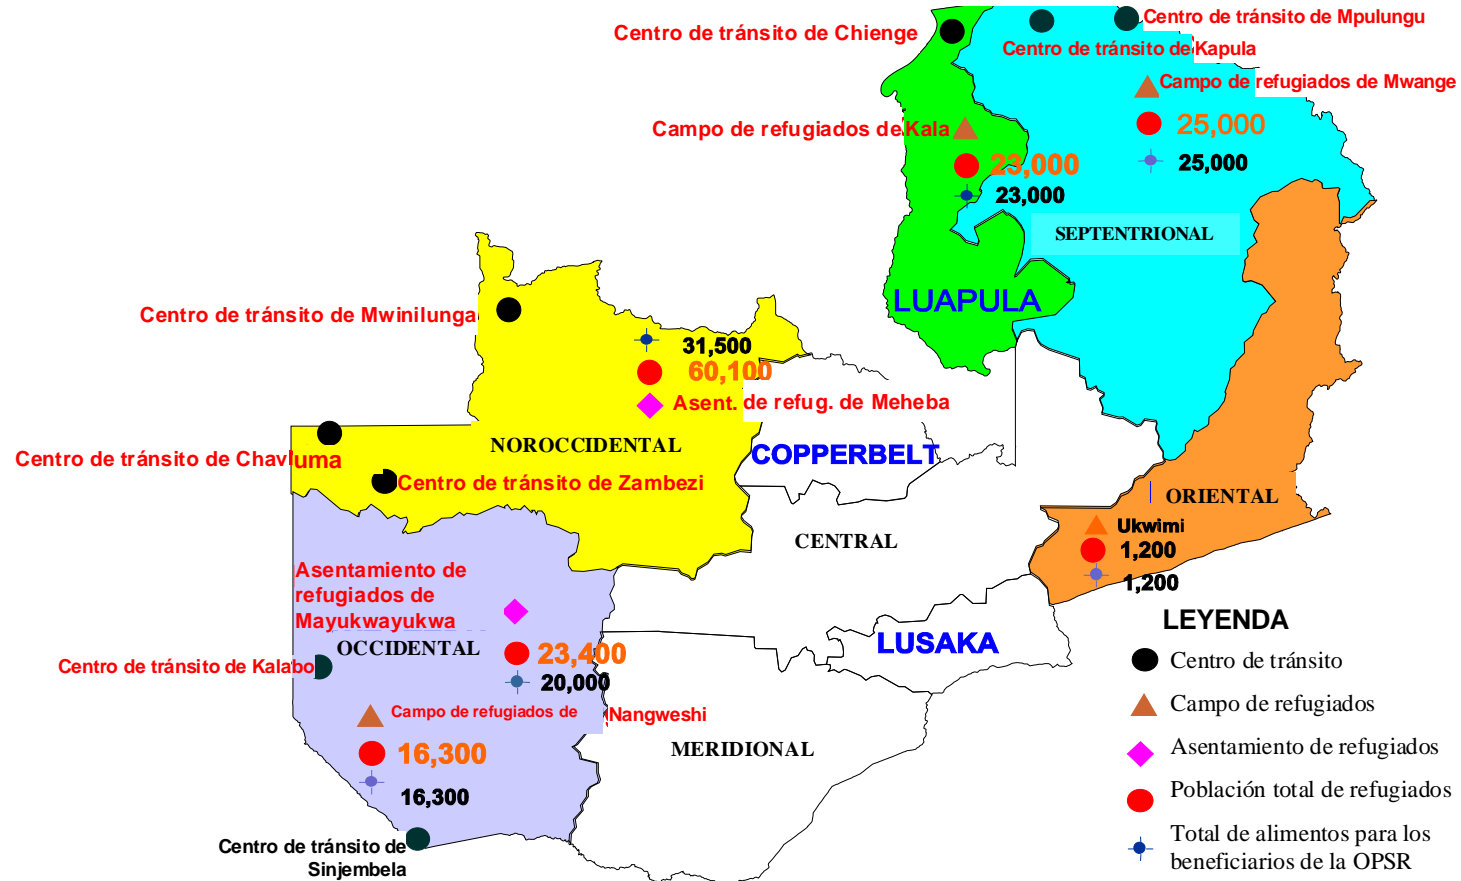 Centro de tránsito de Mpulungu
Centro de tránsito de Chienge
Centro de tránsito de Kapula
Campo de refugiados de Mwange
25,000
25,000
Campo de refugiados de Kala
23,000
23,000
SEPTENTRIONAL
LUAPULA
Centro de tránsito de Mwinilunga
31,500
60,100
Asent. de refug. de Meheba
NOROCCIDENTAL
COPPERBELT
Centro de tránsito de Chavluma
Centro de tránsito de Zambezi
ORIENTAL
Ukwimi
1,200
1,200
CENTRAL
Asentamiento de
refugiados de
Mayukwayukwa
OCCIDENTAL
LUSAKA
Centro de tránsito de Kalabo
23,400
20,000
Campo de refugiados de Nangweshi
16,300
16,300
MERIDIONAL
Centro de tránsito de
Sinjembela
LEYENDA
Centro de tránsito
Campo de refugiados
Asentamiento de refugiados
Población total de refugiados
Total de alimentos para los
beneficiarios de la OPSR